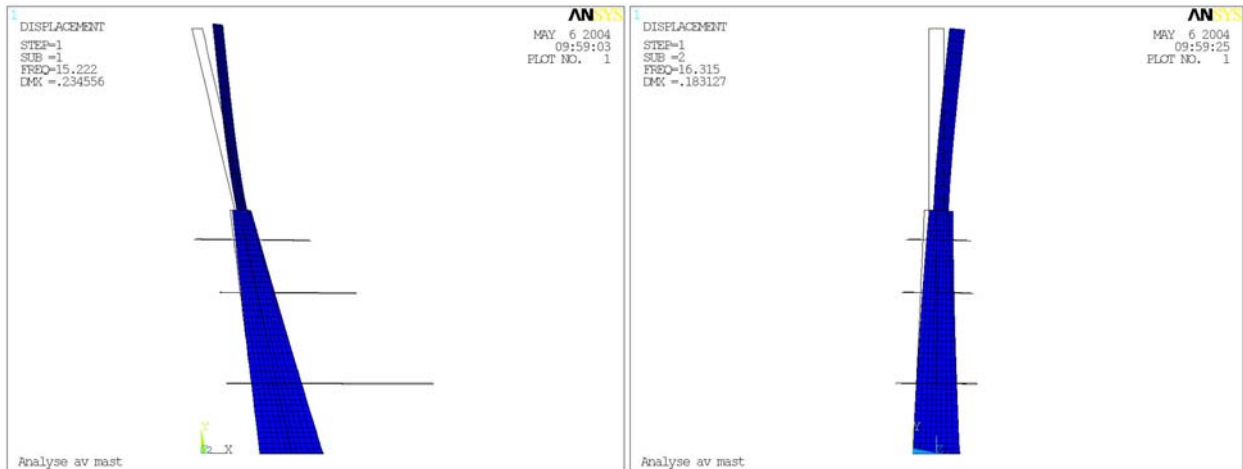 1
ANSYS
DISPLACEMENT
MAY 6 2004
STEP=1
09:59:03
SUB =1
PLOT NO. 1
FREQ=15.222
DMX =.234556
Y
Z X
Analyse av mast
1
ANSYS
DISPLACEMENT
MAY 6 2004
STEP=1
09:59:25
SUB =2
PLOT NO. 1
FREQ=16.315
DMX =.183127
Y
Analyse av mast